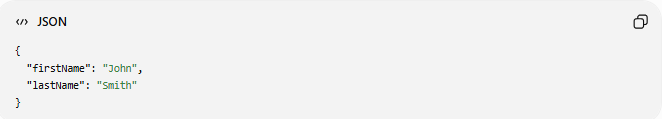 JSON
{
  "firstName": "John",
  "lastName": "Smith"
}